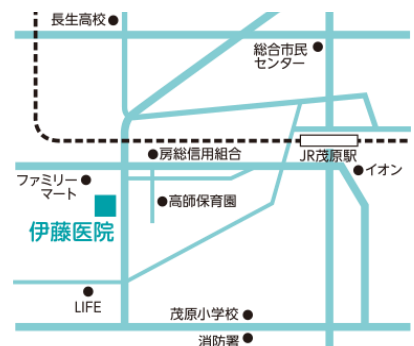 長生高校
総合市民
センター
房総信用組合
JR茂原駅
イオン
ファミリー
マート
高師保育園
伊藤医院
LIFE
茂原小学校
消防署